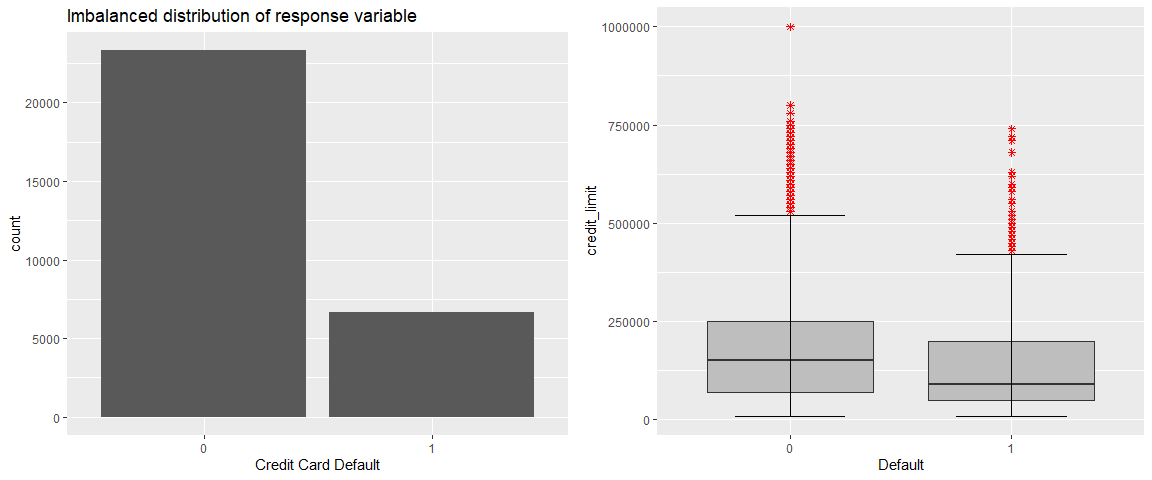 Imbalanced distribution of response variable
count
20000
15000
10000
5000
0
0 1
Credit Card Default
credit_limit
1000000
750000
500000
250000
0
0 1
Default